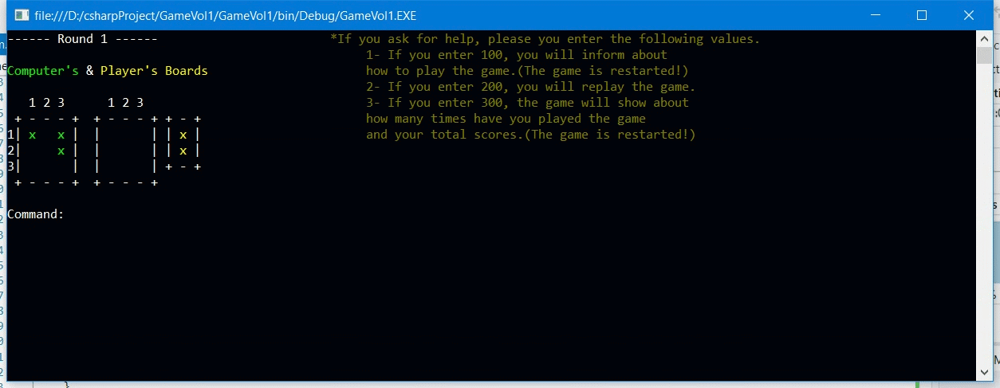 file:///D:/csharpProject/GameVol1/GameVol1/bin/Debug/GameVol1.EXE
------ Round 1 ------
Computer's & Player's Boards
1 2 3 1 2 3
+ - - - + + - - - + + - +
1| x x | | | | x |
2| x | | | | x |
3| | | | + - +
+ - - - + + - - - +
Command:
*If you ask for help, please you enter the following values.
1- If you enter 100, you will inform about
how to play the game.(The game is restarted!)
2- If you enter 200, you will replay the game.
3- If you enter 300, the game will show about
how many times have you played the game
and your total scores.(The game is restarted!)